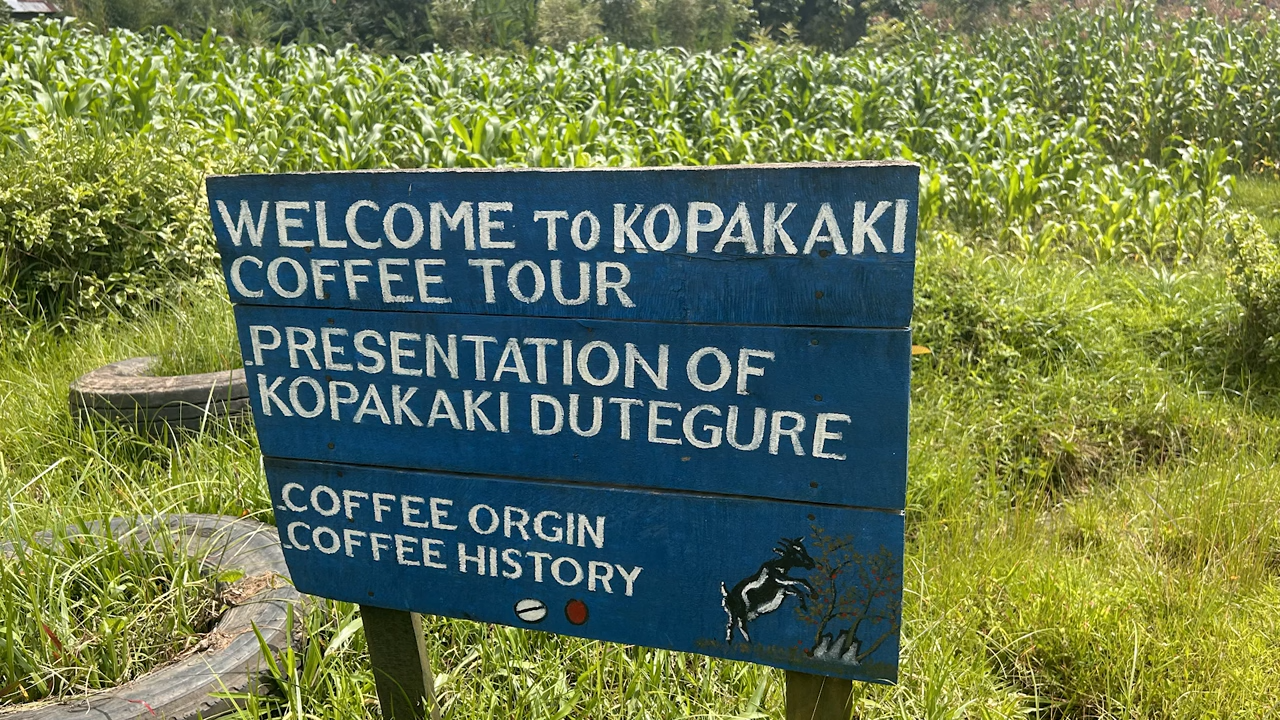 WELCOME TO KOPAKAKI
COFFEE TOUR
.PRESENTATION OF
KOPAKAKI DUTEGURE
.COFFEE ORGIN
.COFFEE HISTORY